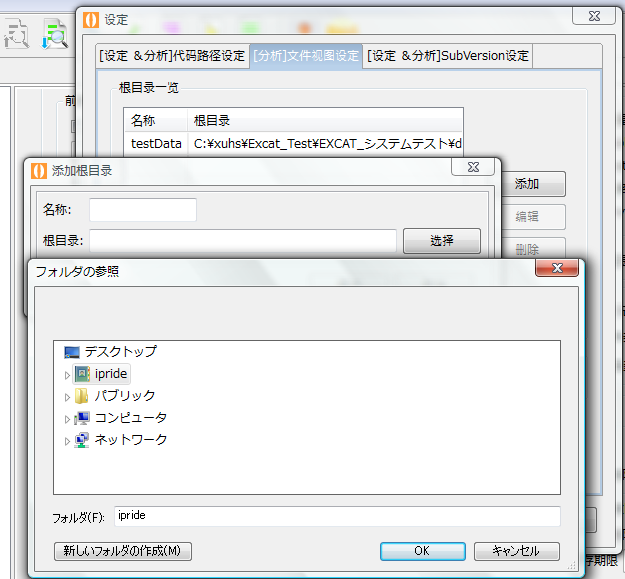 设定
[设定 &分析]代码路径设定 [分析]文件视图设定 [设定 &分析]SubVersion设定
前
根目录一览
名称 根目录
testData C:¥xuhs¥Excat_Test¥EXCAT_システムテスト¥d
添加
编辑
删除
添加根目录
名称:
根目录: 选择
フォルダの参照
デスクトップ
ipride
パブリック
コンピュータ
ネットワーク
フォルダ(F): ipride
新しいフォルダの作成(M) OK キャンセル
存期限